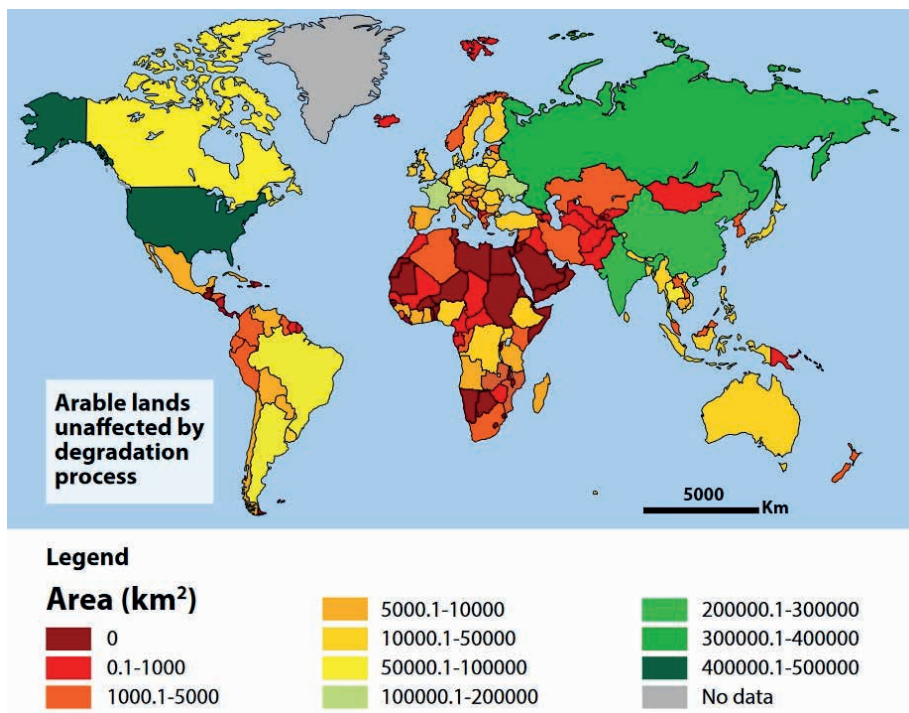 Arable lands
unaffected by
degradation
process
5000
Km
Legend
Area (km²)
0
0.1-1000
1000.1-5000
5000.1-10000
10000.1-50000
50000.1-100000
100000.1-200000
200000.1-300000
300000.1-400000
400000.1-500000
No data